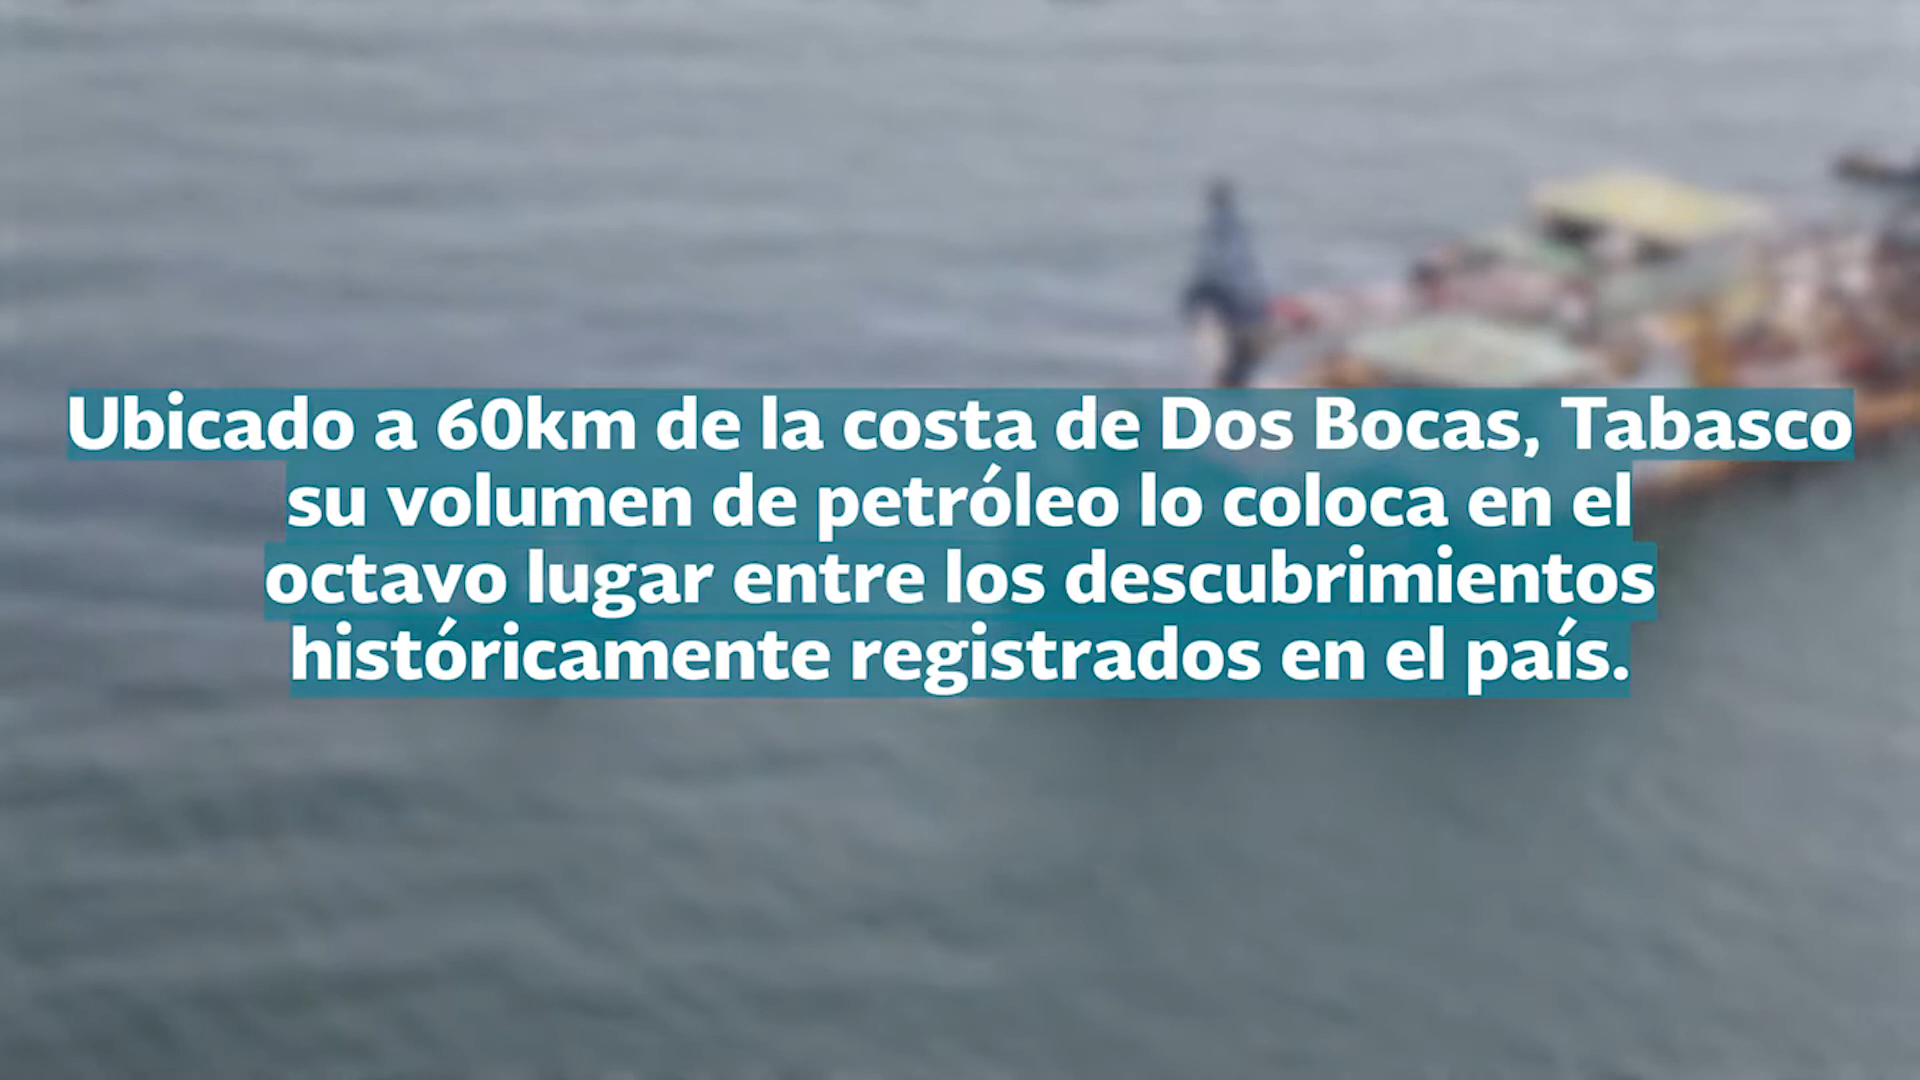 Ubicado a 60km de la costa de Dos Bocas, Tabasco
su volumen de petróleo lo coloca en el
octavo lugar entre los descubrimientos
históricamente registrados en el país.